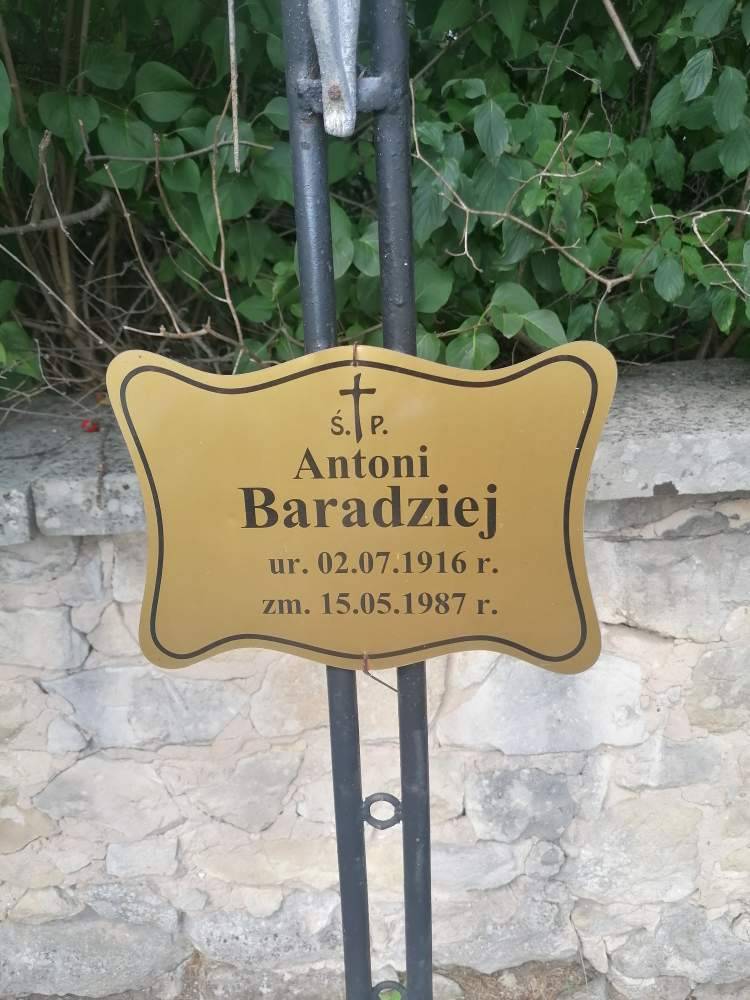 Ś. P.
Antoni
Baradziej
ur. 02.07.1916 r.
zm. 15.05.1987 r.